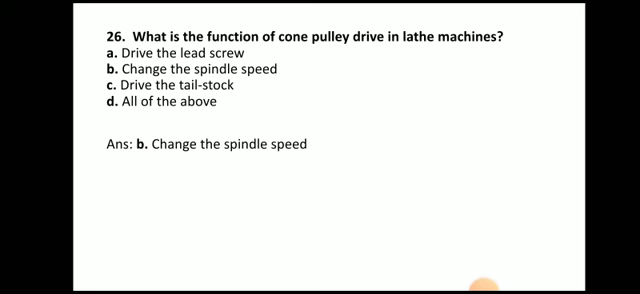 26. What is the function of cone pulley drive in lathe machines?
a. Drive the lead screw
b. Change the spindle speed
c. Drive the tail-stock
d. All of the above
Ans: b. Change the spindle speed